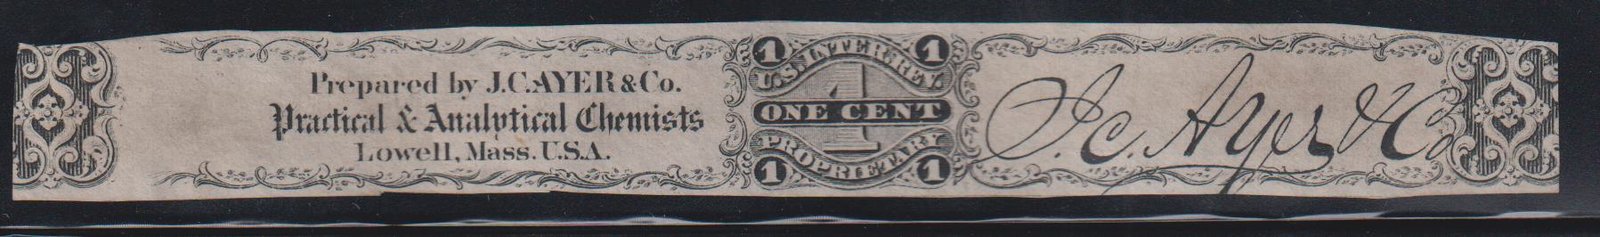 Prepared by J.C.AYER & Co.
Practical & Analytical Chemists
Lowell, Mass. U.S.A.
1 1
U.S. INTER. REV.
1
ONE CENT
PROPRIETARY
1 1
J.C. Ayer & Co